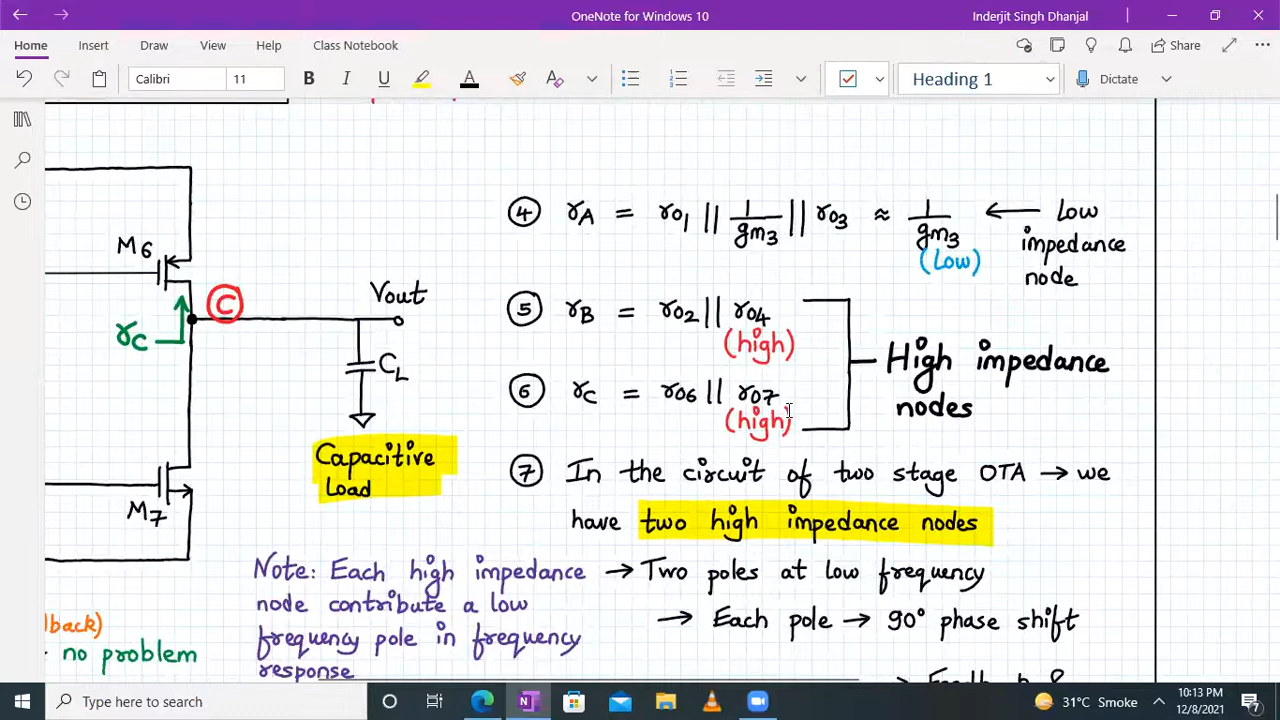 OneNote for Windows 10
Inderjit Singh Dhanjal
Home Insert Draw View Help Class Notebook
Share
Calibri 11 B I U A Heading 1 Dictate
④ rA = ro1 || 1/gm3 || ro3 ≈ 1/gm3 ← Low impedance node
(Low)
M6
C
Vout
rC
CL
⑤ rB = ro2 || ro4
(high)
High impedance
nodes
⑥ rC = ro6 || ro7
(high)
Capacitive
Load
M7
⑦ In the circuit of two stage OTA → we
have two high impedance nodes
Note: Each high impedance
node contribute a low
frequency pole in frequency
response
→ Two poles at low frequency
→ Each pole → 90° phase shift
lback)
no problem
Type here to search
31°C Smoke
10:13 PM
12/8/2021
7